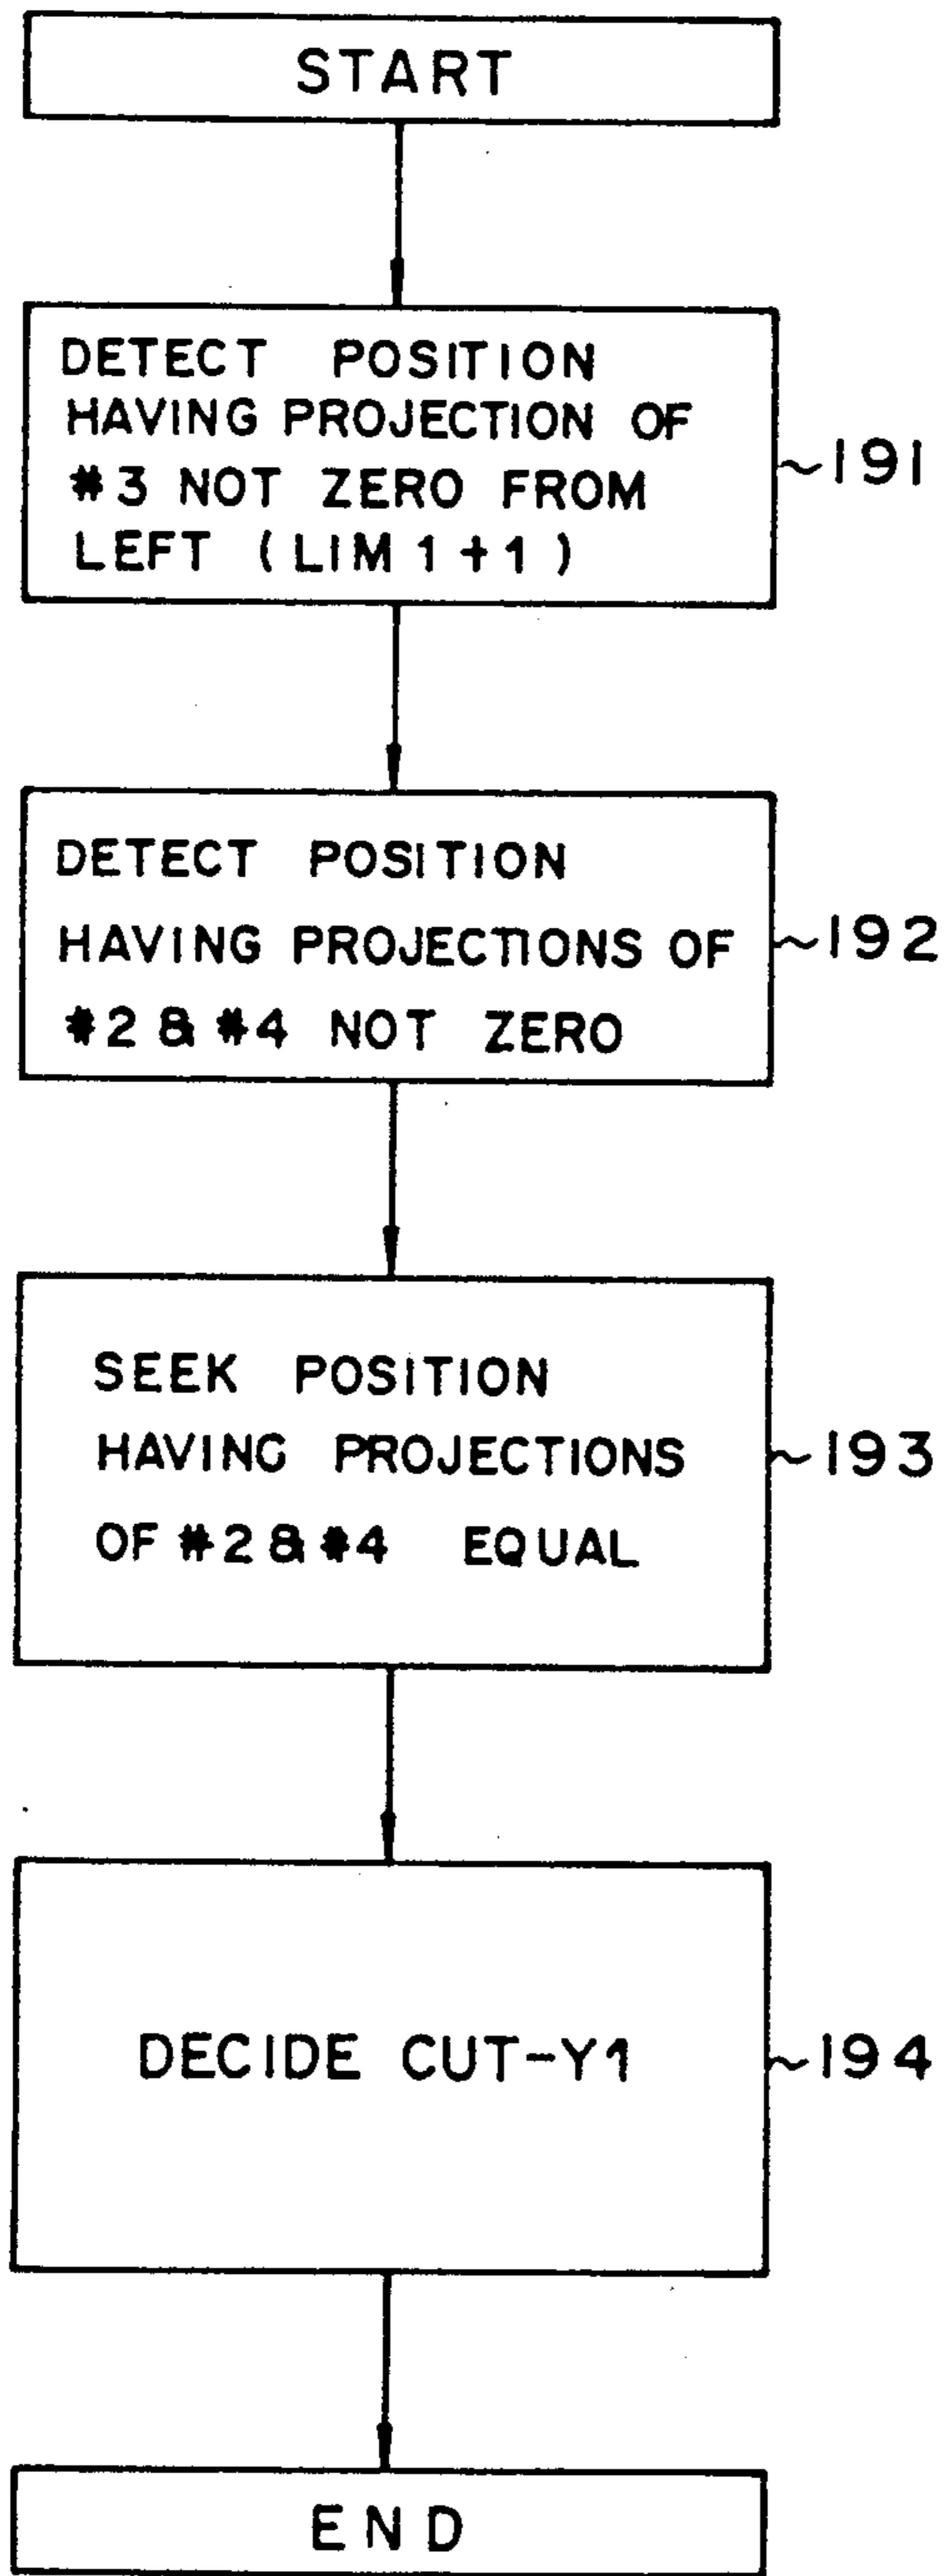 START
DETECT POSITION
HAVING PROJECTION OF
#3 NOT ZERO FROM
LEFT (LIM1+1)
~191
DETECT POSITION
HAVING PROJECTIONS OF
#2 & #4 NOT ZERO
~192
SEEK POSITION
HAVING PROJECTIONS
OF #2 & #4 EQUAL
~193
DECIDE CUT-Y1
~194
END